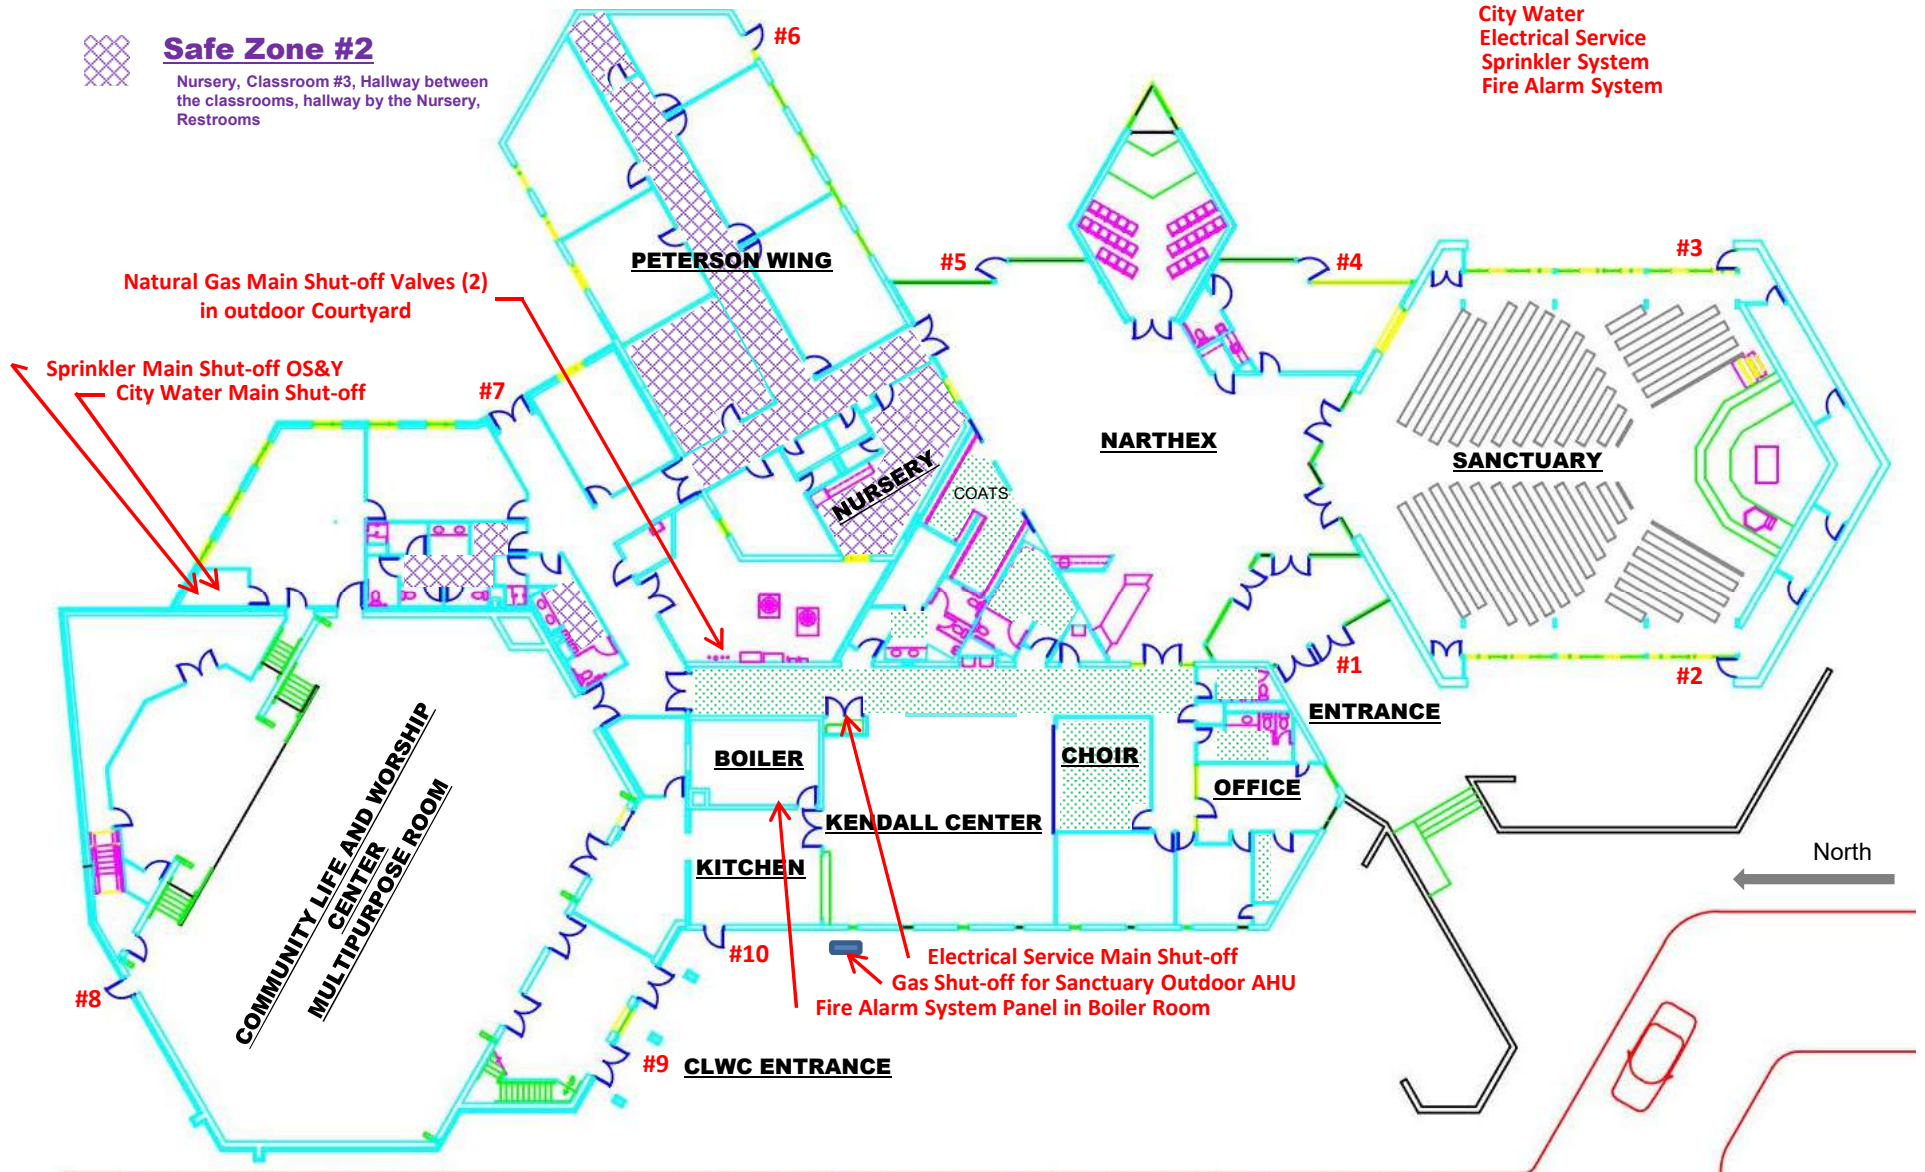 City Water
Electrical Service
Sprinkler System
Fire Alarm System
Safe Zone #2
Nursery, Classroom #3, Hallway between
the classrooms, hallway by the Nursery,
Restrooms
#6
PETERSON WING
#5
#4
#3
Natural Gas Main Shut-off Valves (2)
in outdoor Courtyard
Sprinkler Main Shut-off OS&Y
City Water Main Shut-off
#7
NARTHEX
SANCTUARY
NURSERY
COATS
#1
#2
ENTRANCE
BOILER
CHOIR
OFFICE
KENDALL CENTER
KITCHEN
COMMUNITY LIFE AND WORSHIP
CENTER
MULTIPURPOSE ROOM
North
#10
Electrical Service Main Shut-off
Gas Shut-off for Sanctuary Outdoor AHU
Fire Alarm System Panel in Boiler Room
#8
#9
CLWC ENTRANCE